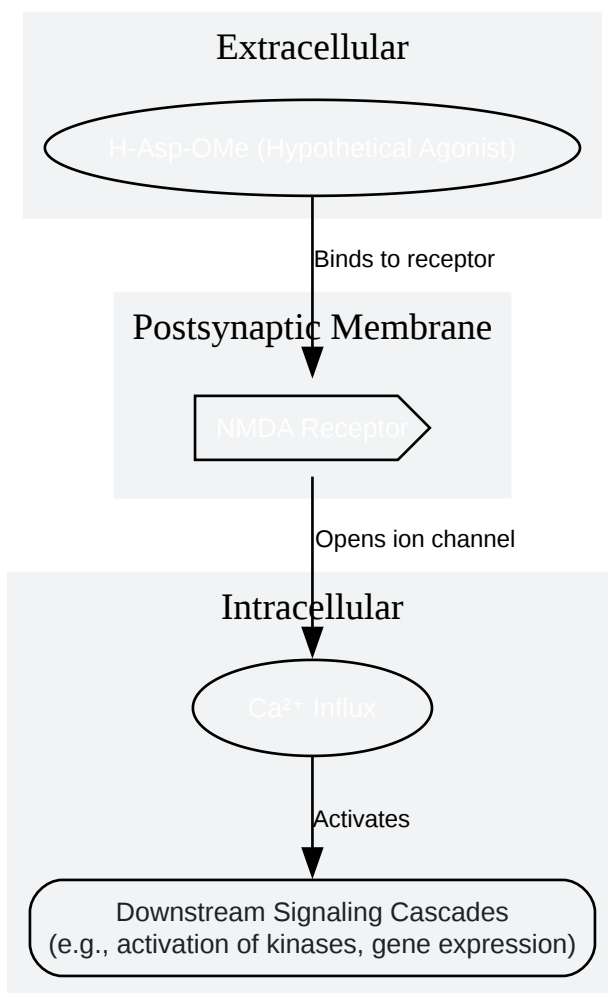 Extracellular
H-Asp-OMe (Hypothetical Agonist)
Binds to receptor
Postsynaptic Membrane
NMDA Receptor
Opens ion channel
Intracellular
Ca²⁺ Influx
Activates
Downstream Signaling Cascades
(e.g., activation of kinases, gene expression)